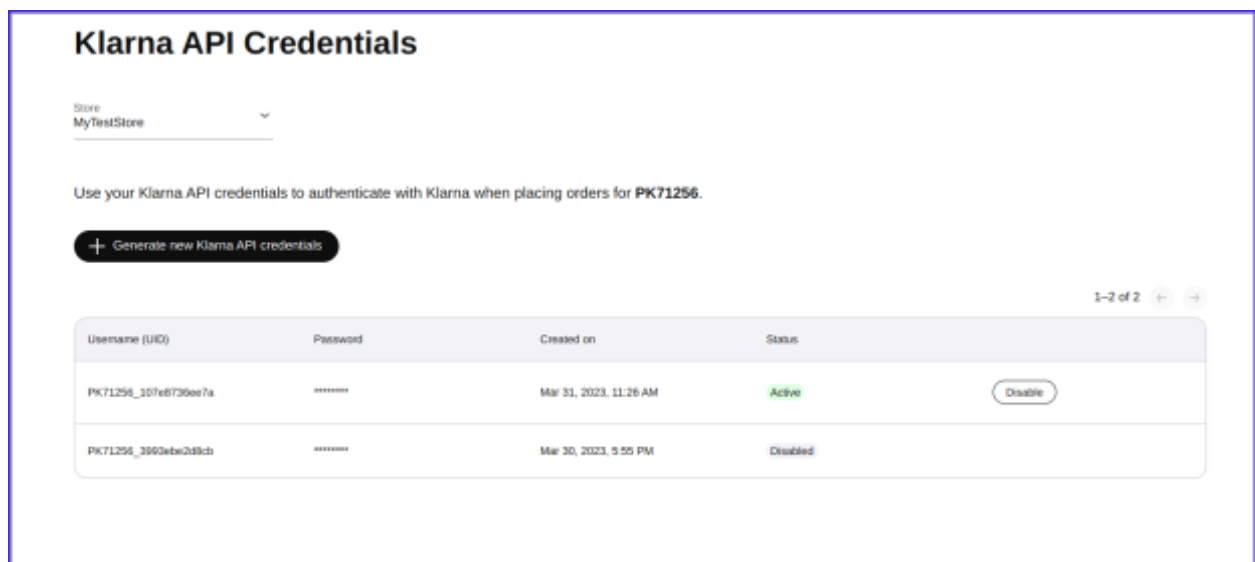 Klarna API Credentials
Store
MyTestStore
Use your Klarna API credentials to authenticate with Klarna when placing orders for PK71256.
Generate new Klarna API credentials
1–2 of 2
Username (UID) Password Created on Status
PK71256_107e8736ee7a ******** Mar 31, 2023, 11:26 AM Active Disable
PK71256_3993ebe2d8cb ******** Mar 30, 2023, 5:55 PM Disabled